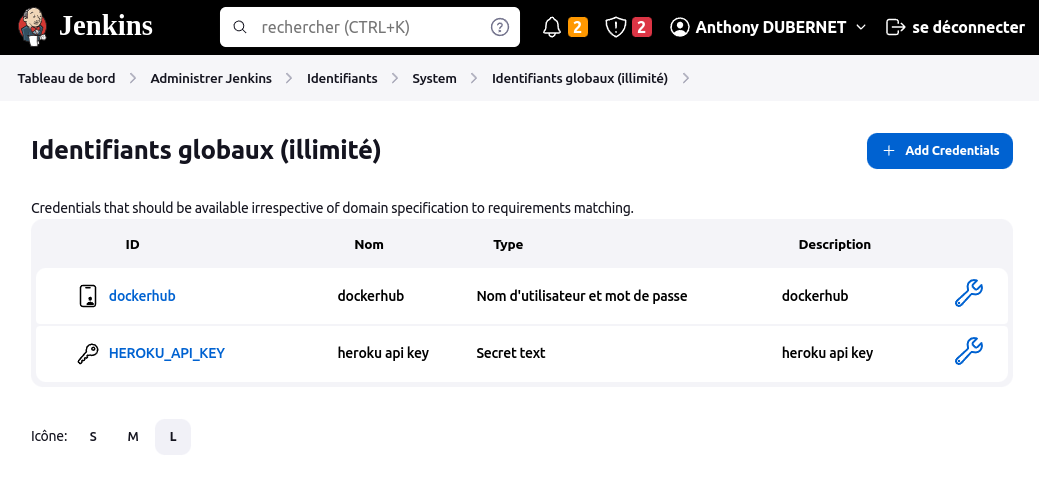 Jenkins rechercher (CTRL+K) ? 2 2 Anthony DUBERNET se déconnecter
Tableau de bord Administrer Jenkins Identifiants System Identifiants globaux (illimité)
Identifiants globaux (illimité)
+ Add Credentials
Credentials that should be available irrespective of domain specification to requirements matching.
ID Nom Type Description
dockerhub dockerhub Nom d'utilisateur et mot de passe dockerhub
HEROKU_API_KEY heroku api key Secret text heroku api key
Icône: S M L